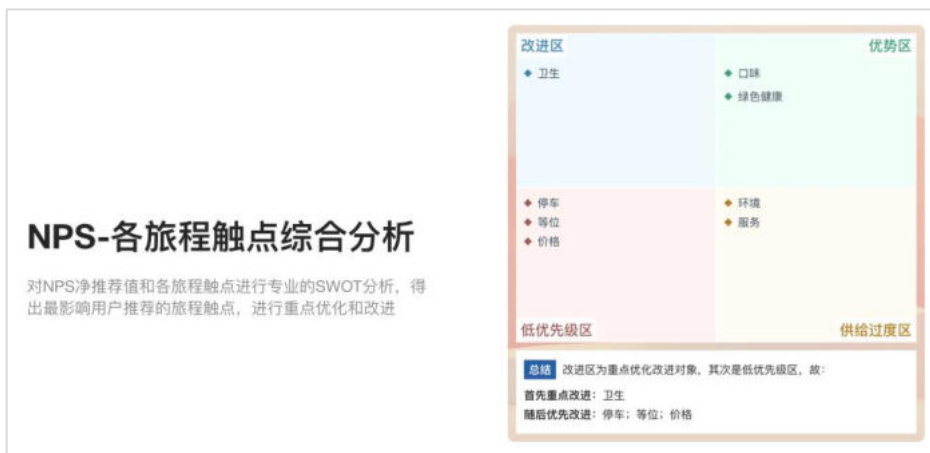 NPS-各旅程触点综合分析
对NPS净推荐值和各旅程触点进行专业的SWOT分析，得
出最影响用户推荐的旅程触点，进行重点优化和改进
改进区
卫生
优势区
口味
绿色健康
停车
等位
价格
低优先级区
环境
服务
供给过度区
总结 改进区为重点优化改进对象，其次是低优先级区，故：
首先重点改进：卫生
随后优先改进：停车；等位；价格